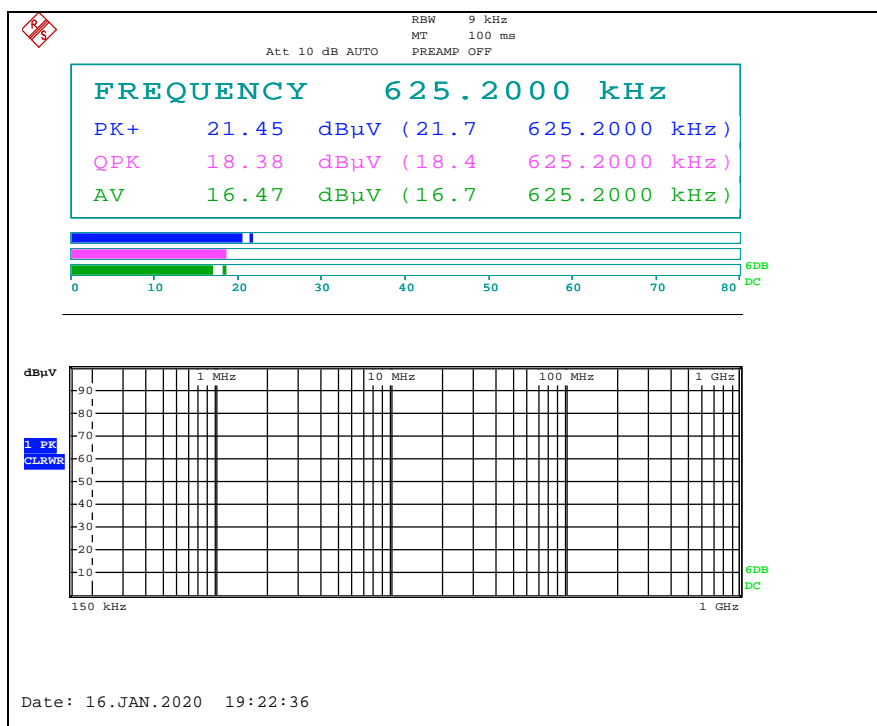 R S
RBW 9 kHz
MT 100 ms
Att 10 dB AUTO PREAMP OFF
FREQUENCY 625.2000 kHz
PK+ 21.45 dBµV (21.7 625.2000 kHz)
QPK 18.38 dBµV (18.4 625.2000 kHz)
AV 16.47 dBµV (16.7 625.2000 kHz)
6DB
0 10 20 30 40 50 60 70 80 DC
dBµV
1 MHz 10 MHz 100 MHz 1 GHz
90
80
70
1 PK
60
CLRWR
50
40
30
20
10
6DB
DC
150 kHz 1 GHz
Date: 16.JAN.2020 19:22:36